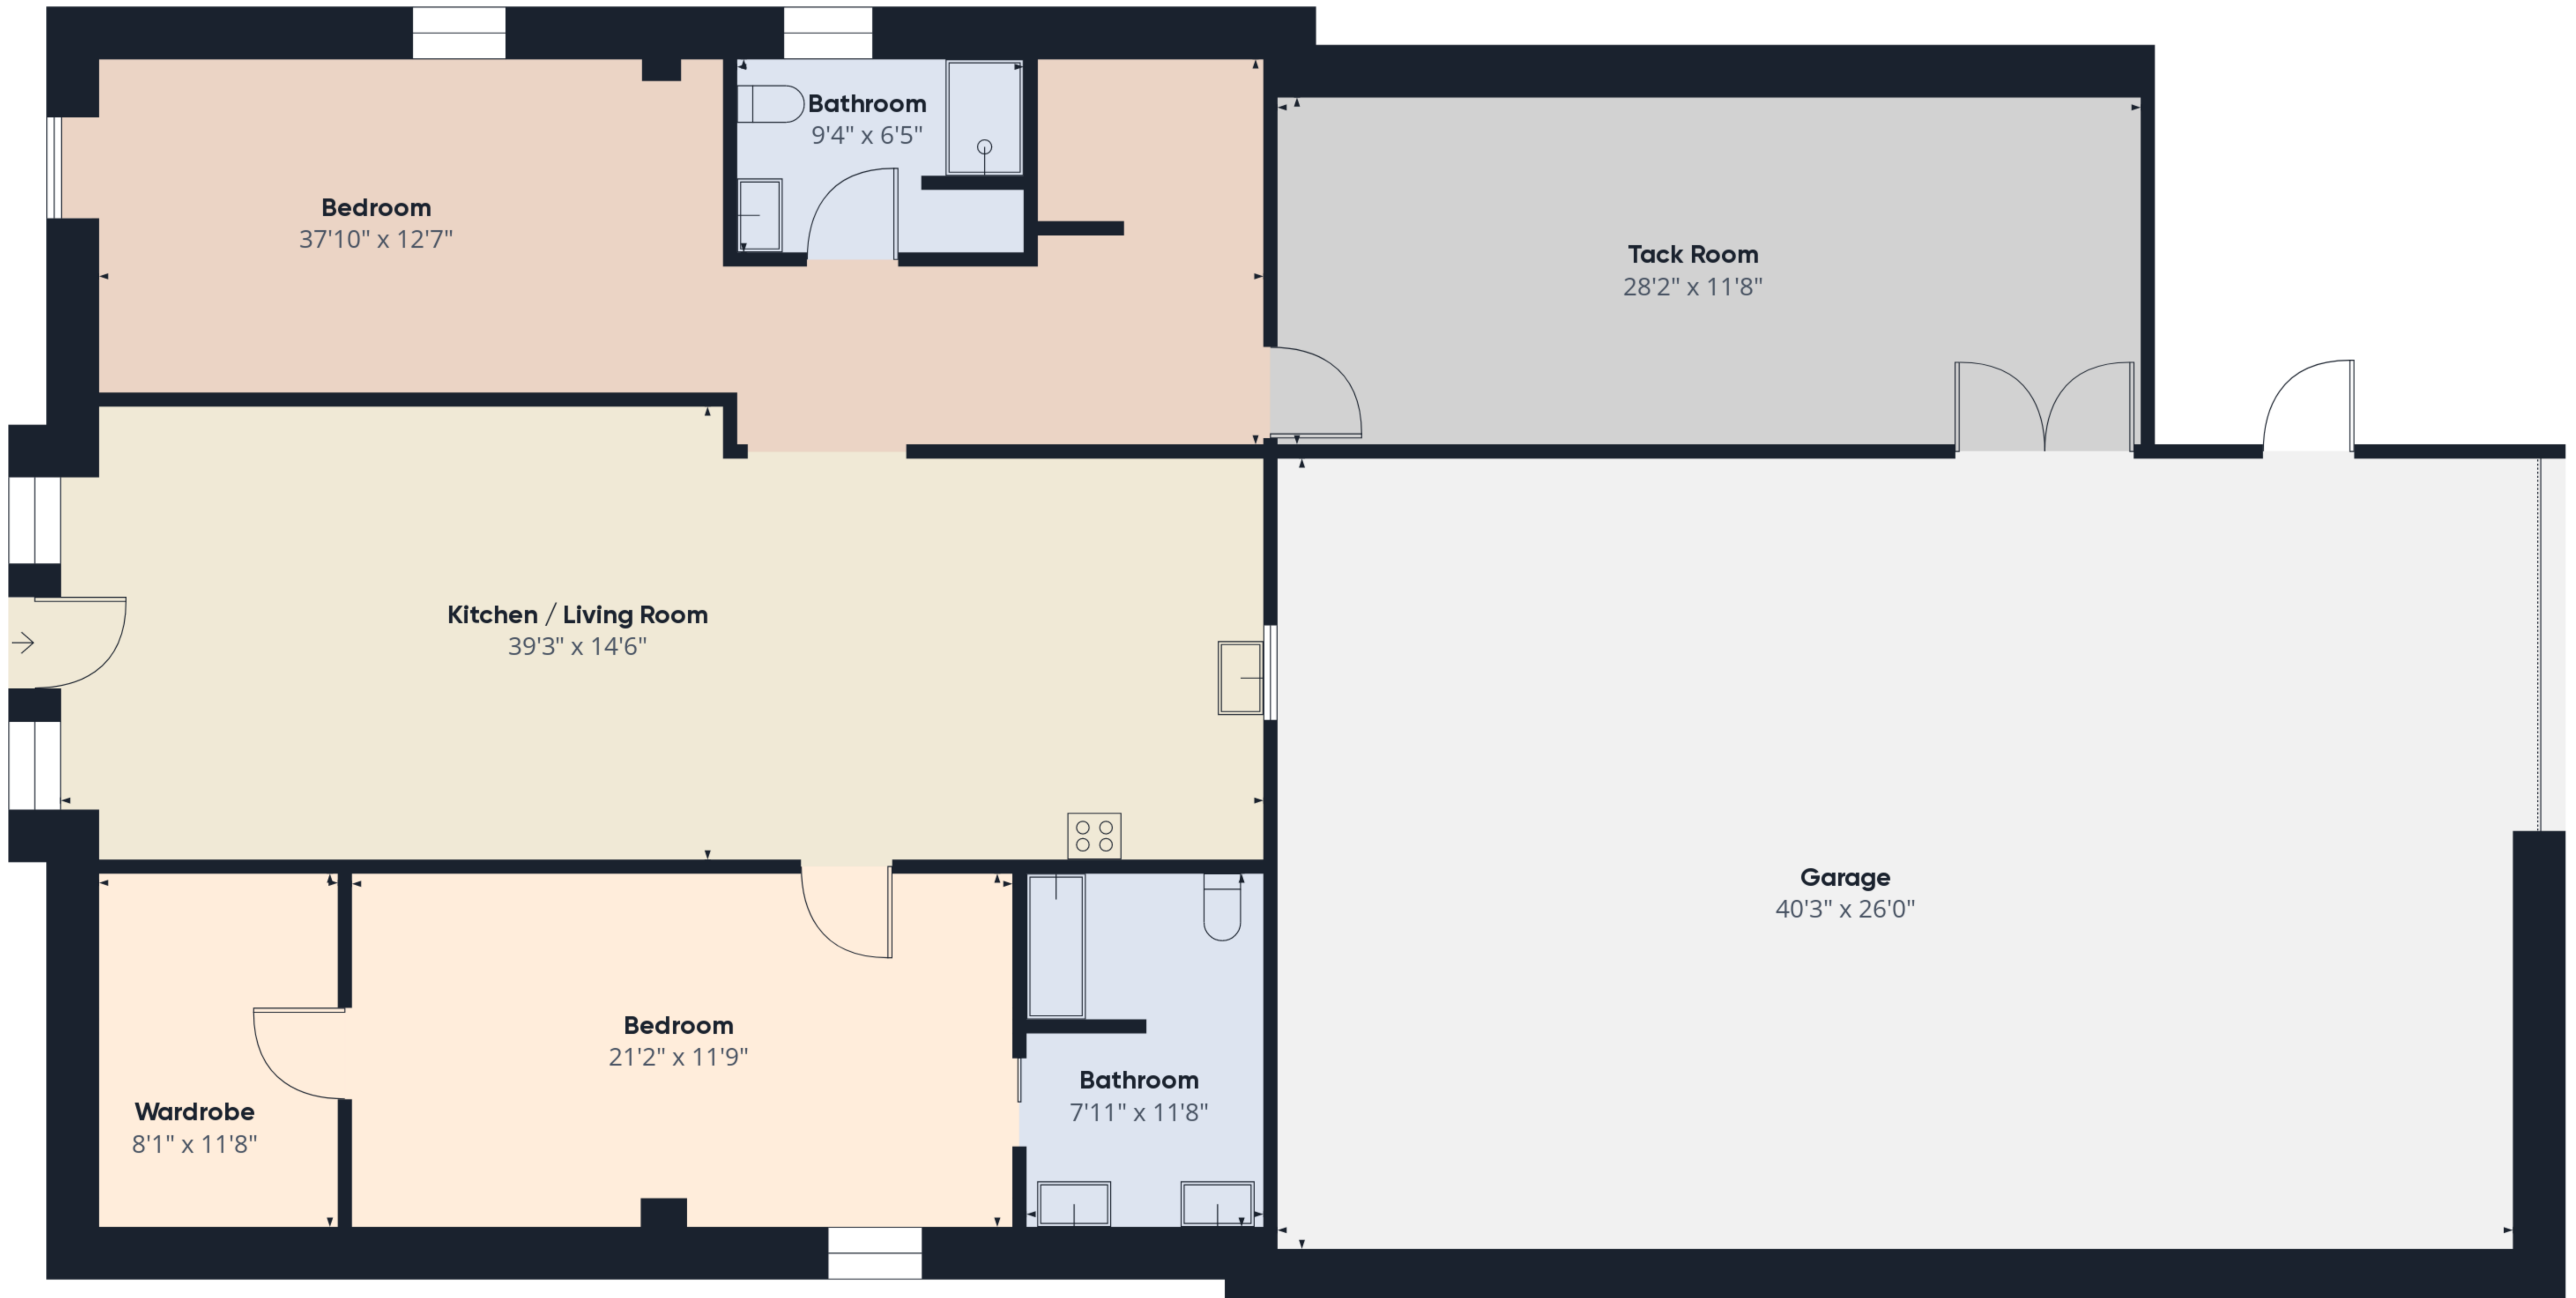 Bathroom
9'4" x 6'5"
Bedroom
37'10" x 12'7"
Tack Room
28'2" x 11'8"
Kitchen / Living Room
39'3" x 14'6"
Garage
40'3" x 26'0"
Bedroom
21'2" x 11'9"
Bathroom
7'11" x 11'8"
Wardrobe
8'1" x 11'8"